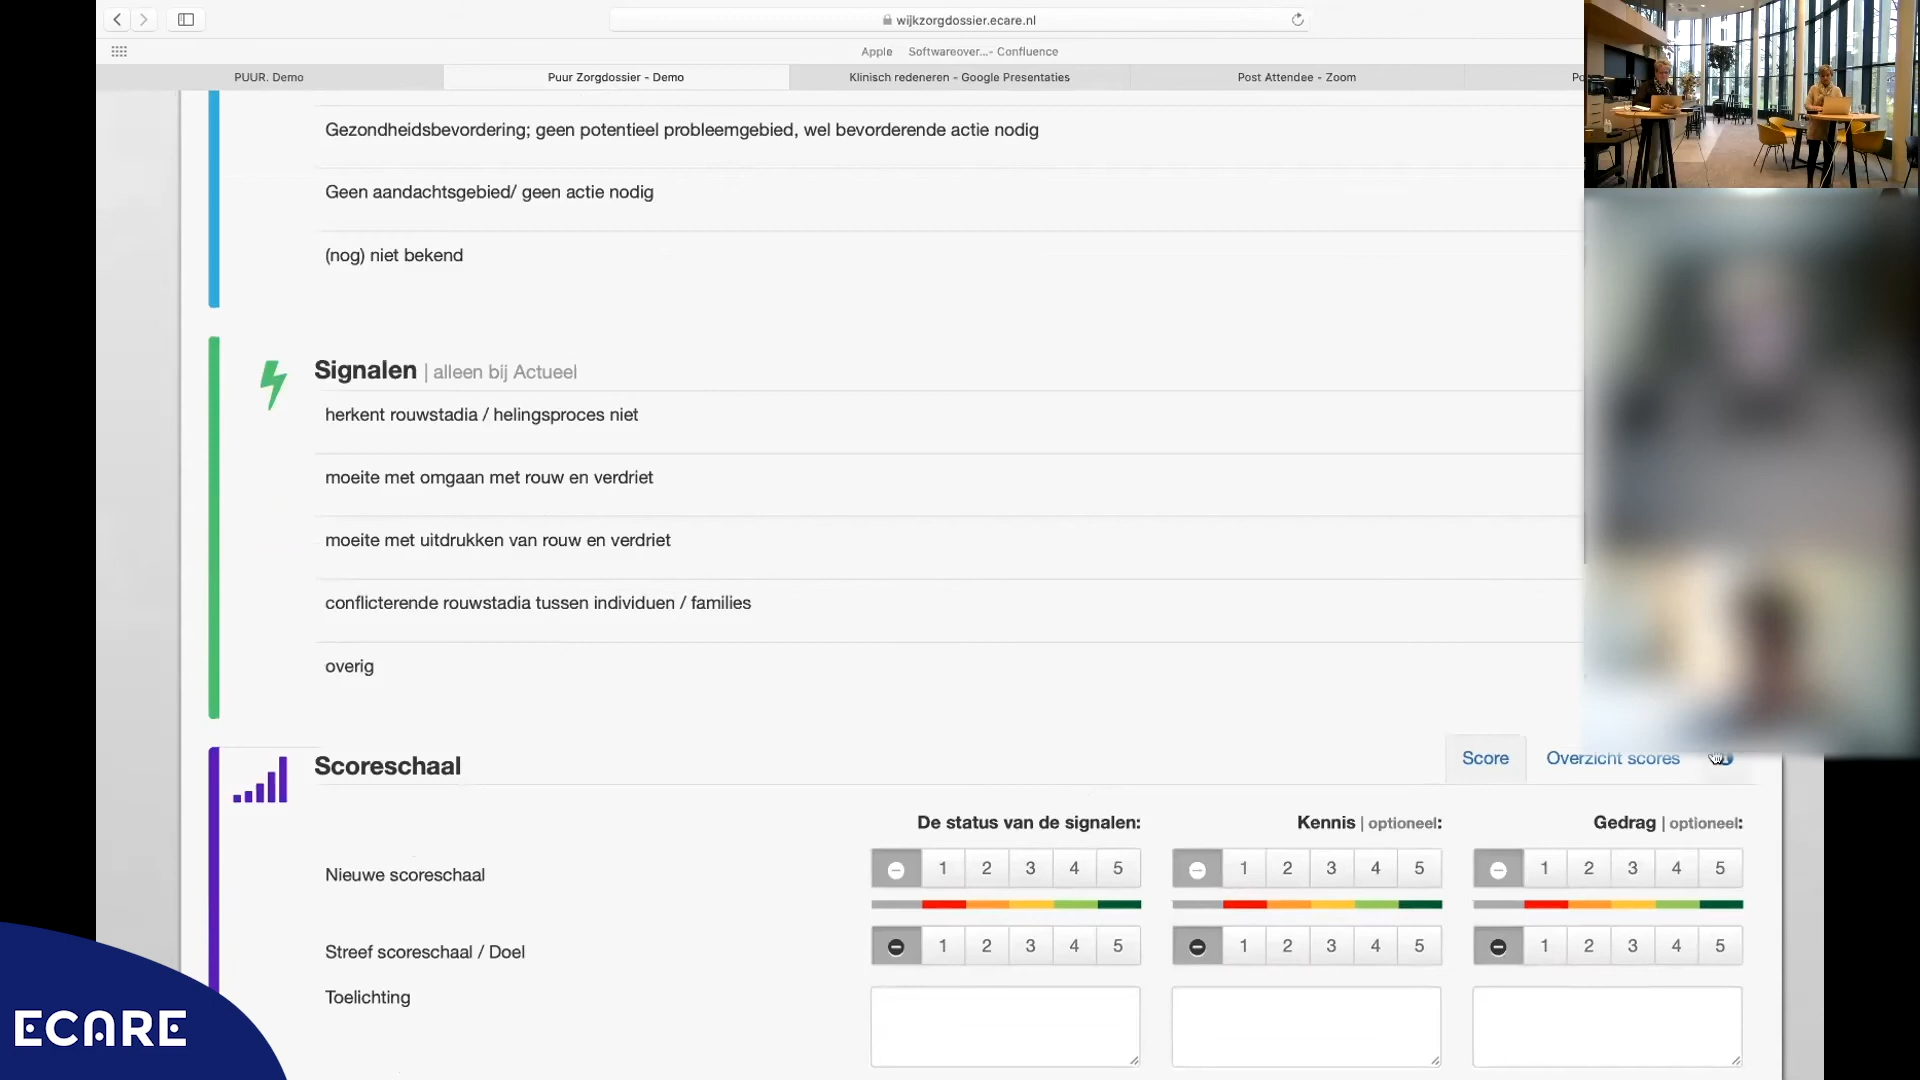 wijkzorgdossier.ecare.nl
Apple Softwareover...- Confluence
PUUR. Demo
Puur Zorgdossier - Demo
Klinisch redeneren - Google Presentaties
Post Attendee - Zoom
Gezondheidsbevordering; geen potentieel probleemgebied, wel bevorderende actie nodig
Geen aandachtsgebied/ geen actie nodig
(nog) niet bekend
Signalen | alleen bij Actueel
herkent rouwstadia / helingsproces niet
moeite met omgaan met rouw en verdriet
moeite met uitdrukken van rouw en verdriet
conflicterende rouwstadia tussen individuen / families
overig
Scoreschaal
Score
Overzicht scores
De status van de signalen:
Kennis | optioneel:
Gedrag | optioneel:
Nieuwe scoreschaal
1 2 3 4 5
1 2 3 4 5
1 2 3 4 5
Streef scoreschaal / Doel
1 2 3 4 5
1 2 3 4 5
1 2 3 4 5
Toelichting
ECARE